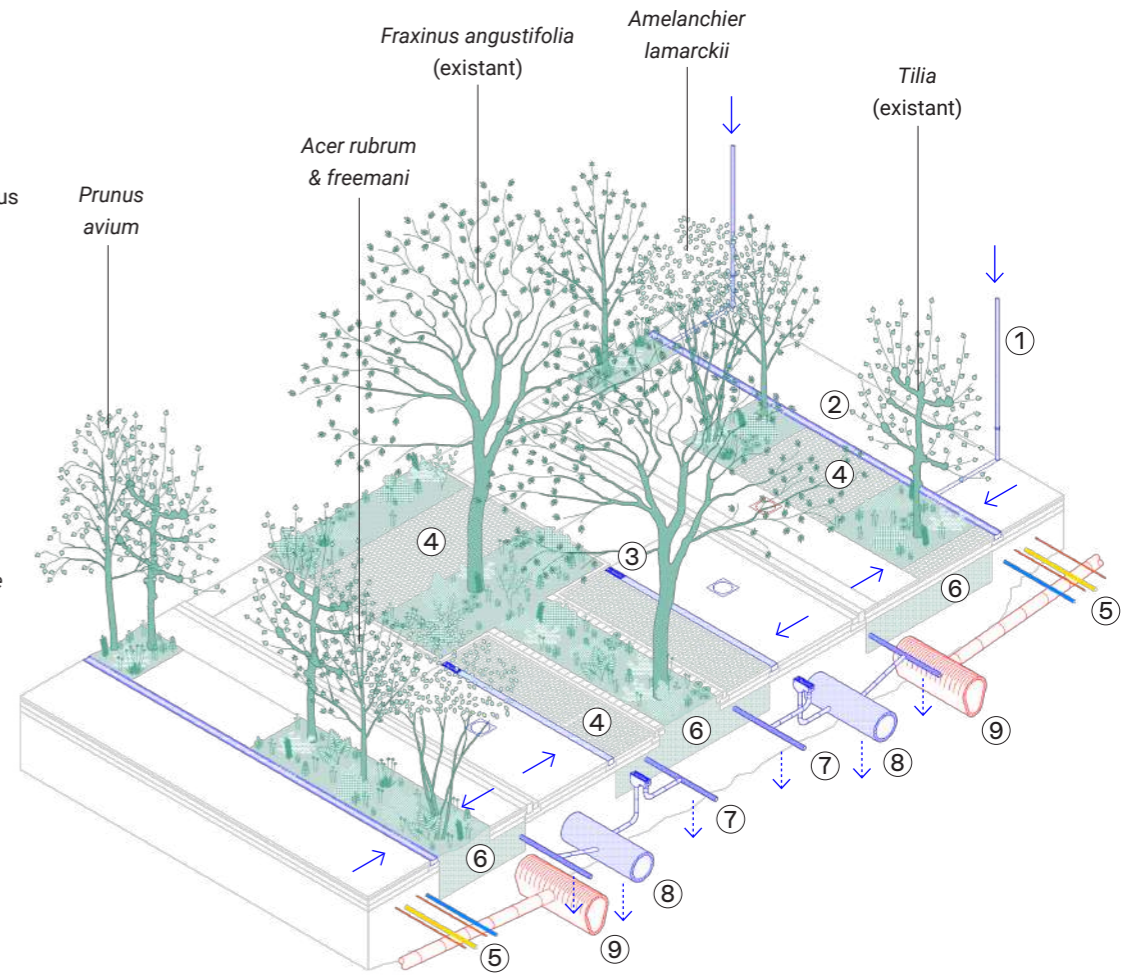 Amelanchier
lamarckii
Fraxinus angustifolia
(existant)
Tilia
(existant)
Acer rubrum
& freemani
us
Prunus
avium
①
②
④
④
③
e
⑥
⑤
④
⑥
⑨
⑦
⑧
⑦
⑥
⑧
⑨
⑤